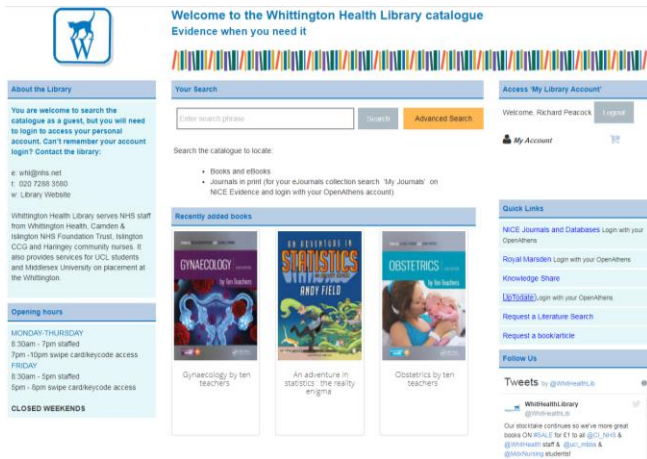 W
Welcome to the Whittington Health Library catalogue
Evidence when you need it
About the Library
You are welcome to search the
catalogue as a guest, but you will need
to login to access your personal
account. Can't remember your account
login? Contact the library:
e: whl@nhs.net
t: 020 7288 3580
w: Library Website
Whittington Health Library serves NHS staff
from Whittington Health, Camden &
Islington NHS Foundation Trust, Islington
CCG and Haringey community nurses. It
also provides services for UCL students
and Middlesex University on placement at
the Whittington.
Opening hours
MONDAY-THURSDAY
8:30am - 7pm staffed
7pm -10pm swipe card/keycode access
FRIDAY
8:30am - 5pm staffed
5pm - 8pm swipe card/keycode access
CLOSED WEEKENDS
Your Search
Enter search phrase
Search
Advanced Search
Search the catalogue to locate:
• Books and eBooks
• Journals in print (for your eJournals collection search 'My Journals' on
NICE Evidence and login with your OpenAthens account)
Recently added books
GYNAECOLOGY
by Ten Teachers
AN ADVENTURE IN
STATISTICS
ANDY FIELD
OBSTETRICS
by Ten Teachers
Gynaecology by ten
teachers
An adventure in
statistics : the reality
enigma
Obstetrics by ten
teachers
Access 'My Library Account'
Welcome, Richard Peacock
Logout
My Account
Quick Links
NICE Journals and Databases Login with your
OpenAthens
Royal Marsden Login with your OpenAthens
Knowledge Share
UpTodate Login with your OpenAthens
Request a Literature Search
Request a book/article
Follow Us
Tweets by @WhitHealthLib
WhitHealthLibrary
@WhitHealthLib
Our stocktake continues so we've more great
books ON #SALE for £1 to all @CI_NHS &
@WhitHealth staff & @ucl_mbbs &
@MdxNursing students!